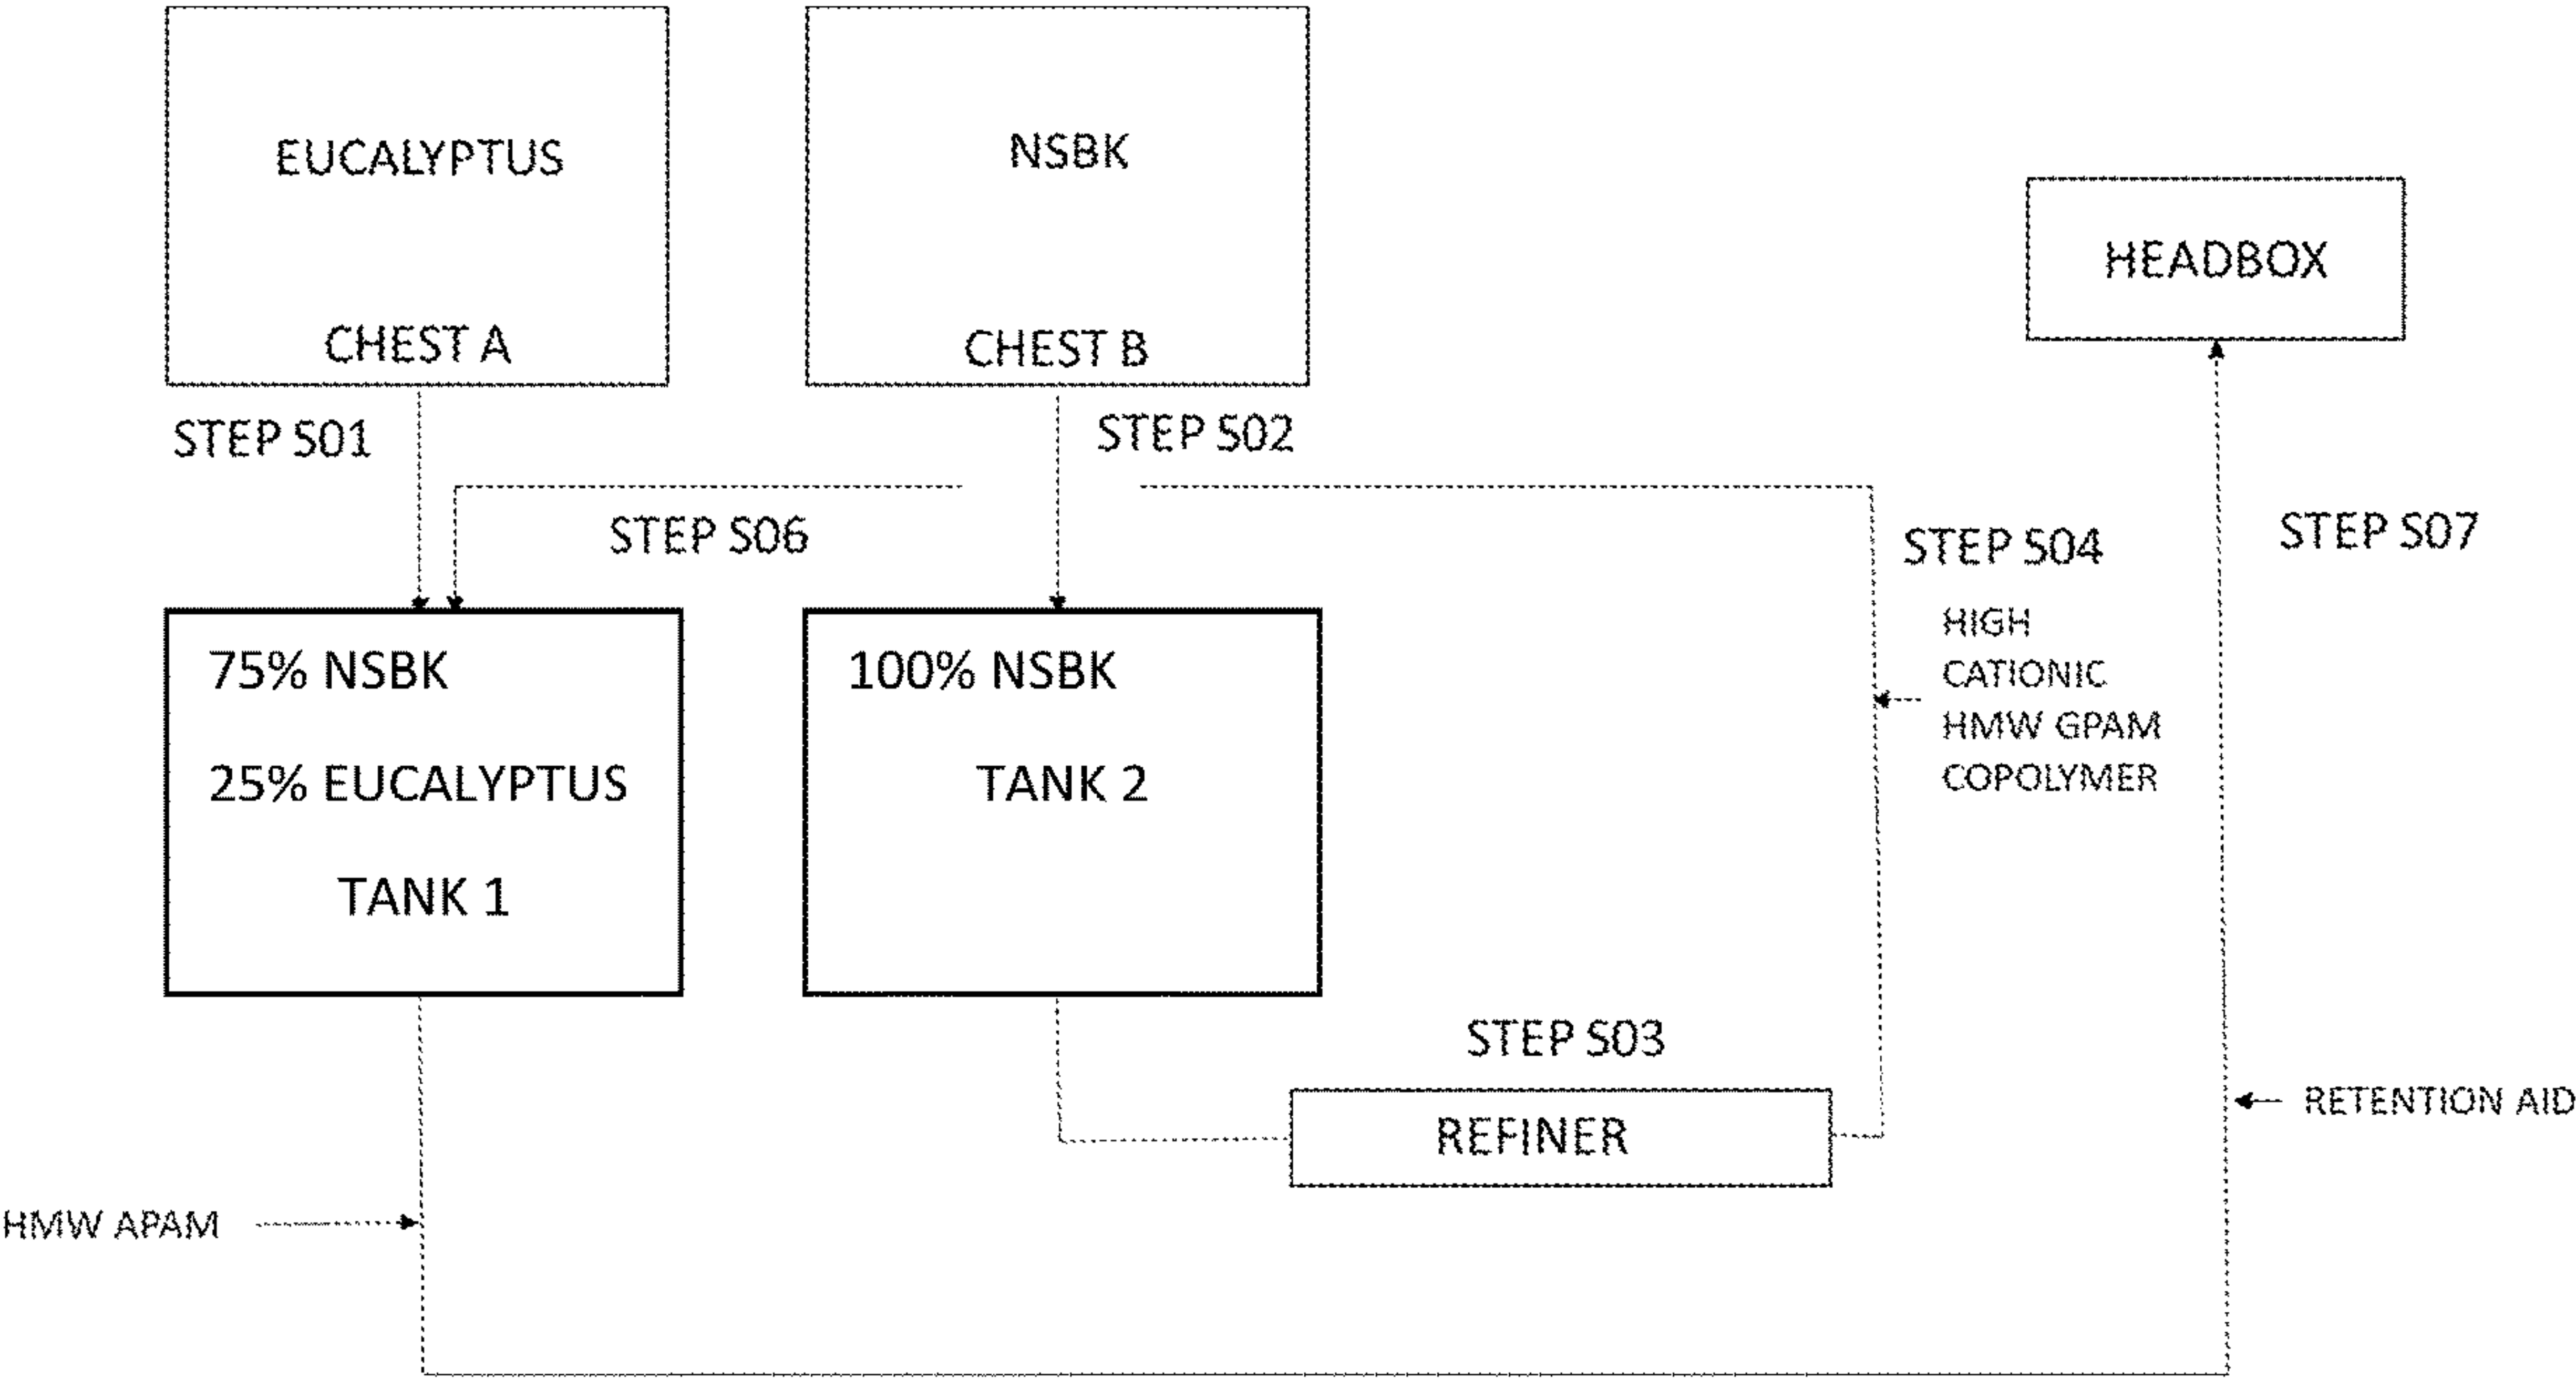 EUCALYPTUS
CHEST A
NSBK
CHEST B
HEADBOX
STEP S01
STEP S02
STEP S06
STEP S04
STEP S07
HIGH
CATIONIC
HMW GPAM
COPOLYMER
75% NSBK
25% EUCALYPTUS
TANK 1
100% NSBK
TANK 2
STEP S03
REFINER
RETENTION AID
HMW APAM